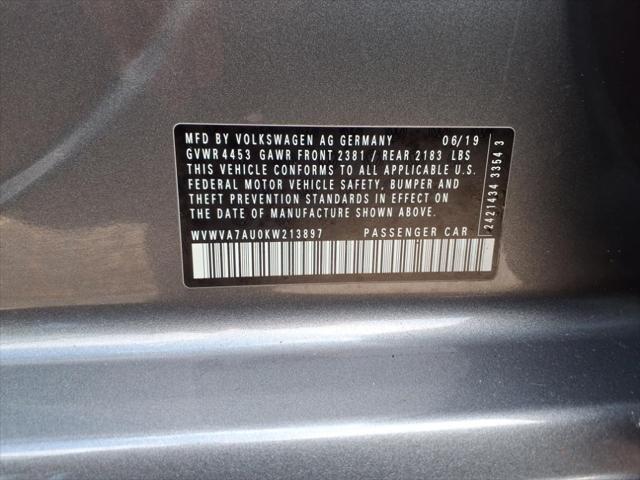 MFD BY VOLKSWAGEN AG GERMANY 06/19
GVWR 4453 GAWR FRONT 2381 / REAR 2183 LBS
THIS VEHICLE CONFORMS TO ALL APPLICABLE U.S.
FEDERAL MOTOR VEHICLE SAFETY, BUMPER AND
THEFT PREVENTION STANDARDS IN EFFECT ON
THE DATE OF MANUFACTURE SHOWN ABOVE.
WVWVA7AU0KW213897 PASSENGER CAR
2421434 3354 3